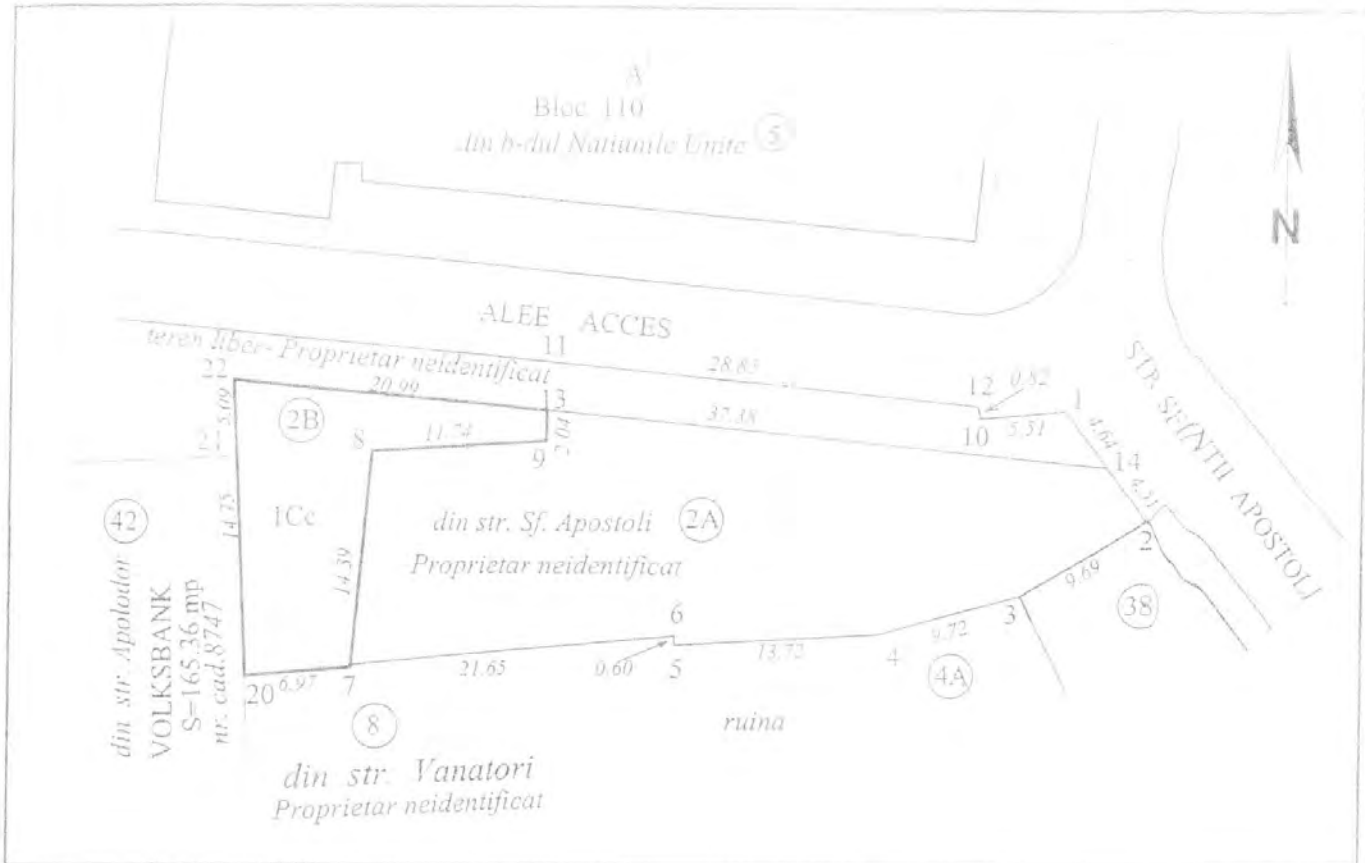 A
Bloc 110
din b-dul Natiunile Unite 5
N
ALEE ACCES
STR. SFINTII APOSTOLI
teren liber- Proprietar neidentificat
11
28.83
12
0.82
1
22
20.99
37.38
10
5.51
4.64
14
4.31
5.09
2B
8
11.74
9
21
1Cc
14.75
14.39
42
din str. Apolodor
VOLKSBANK
S=165.36 mp
nr. cad.8747
din str. Sf. Apostoli 2A
Proprietar neidentificat
2
9.69
38
3
6
9.72
4
4A
13.72
5
0.60
21.65
20
6.97
7
8
ruina
din str. Vanatori
Proprietar neidentificat